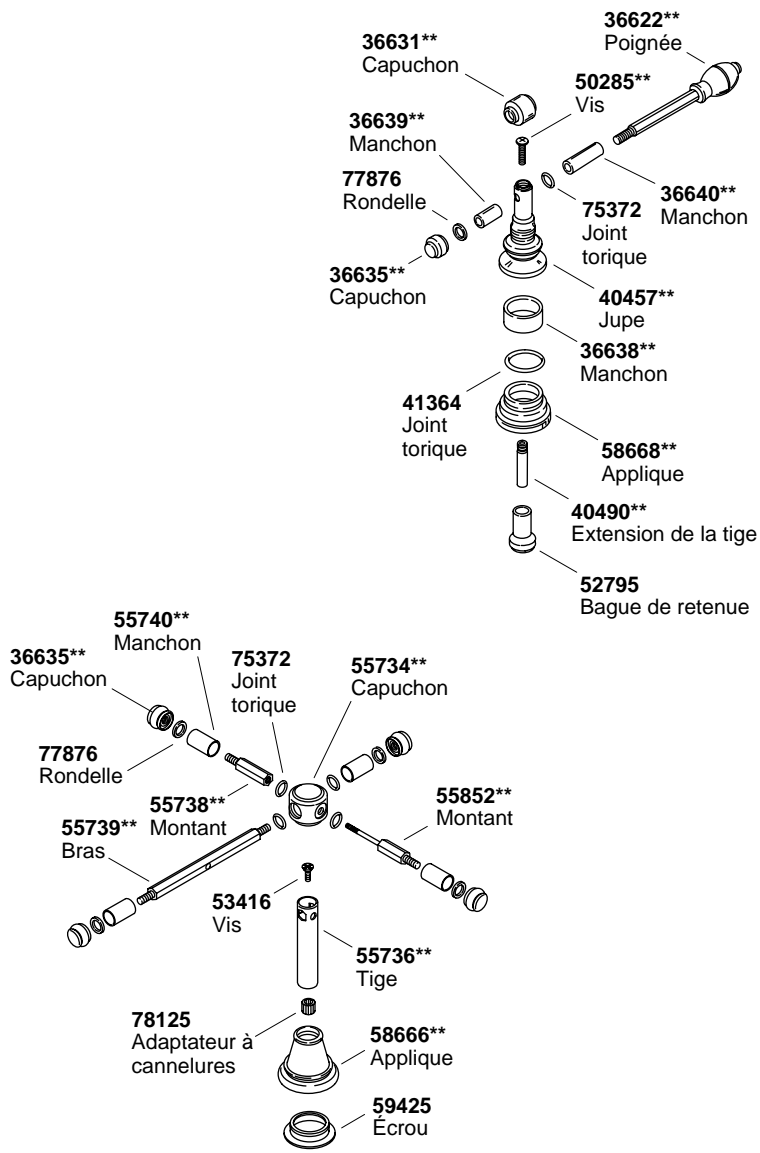 36622**
Poignée
36631**
Capuchon
50285**
Vis
36639**
Manchon
77876
Rondelle
36640**
Manchon
75372
Joint
torique
36635**
Capuchon
40457**
Jupe
36638**
Manchon
41364
Joint
torique
58668**
Applique
40490**
Extension de la tige
52795
Bague de retenue
55740**
Manchon
36635**
Capuchon
75372
Joint
torique
55734**
Capuchon
77876
Rondelle
55738**
Montant
55852**
Montant
55739**
Bras
53416
Vis
55736**
Tige
78125
Adaptateur à
cannelures
58666**
Applique
59425
Écrou